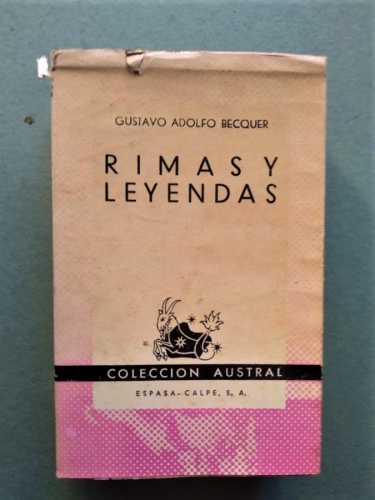 GUSTAVO ADOLFO BECQUER
RIMAS Y
LEYENDAS
COLECCION AUSTRAL
ESPASA-CALPE, S. A.